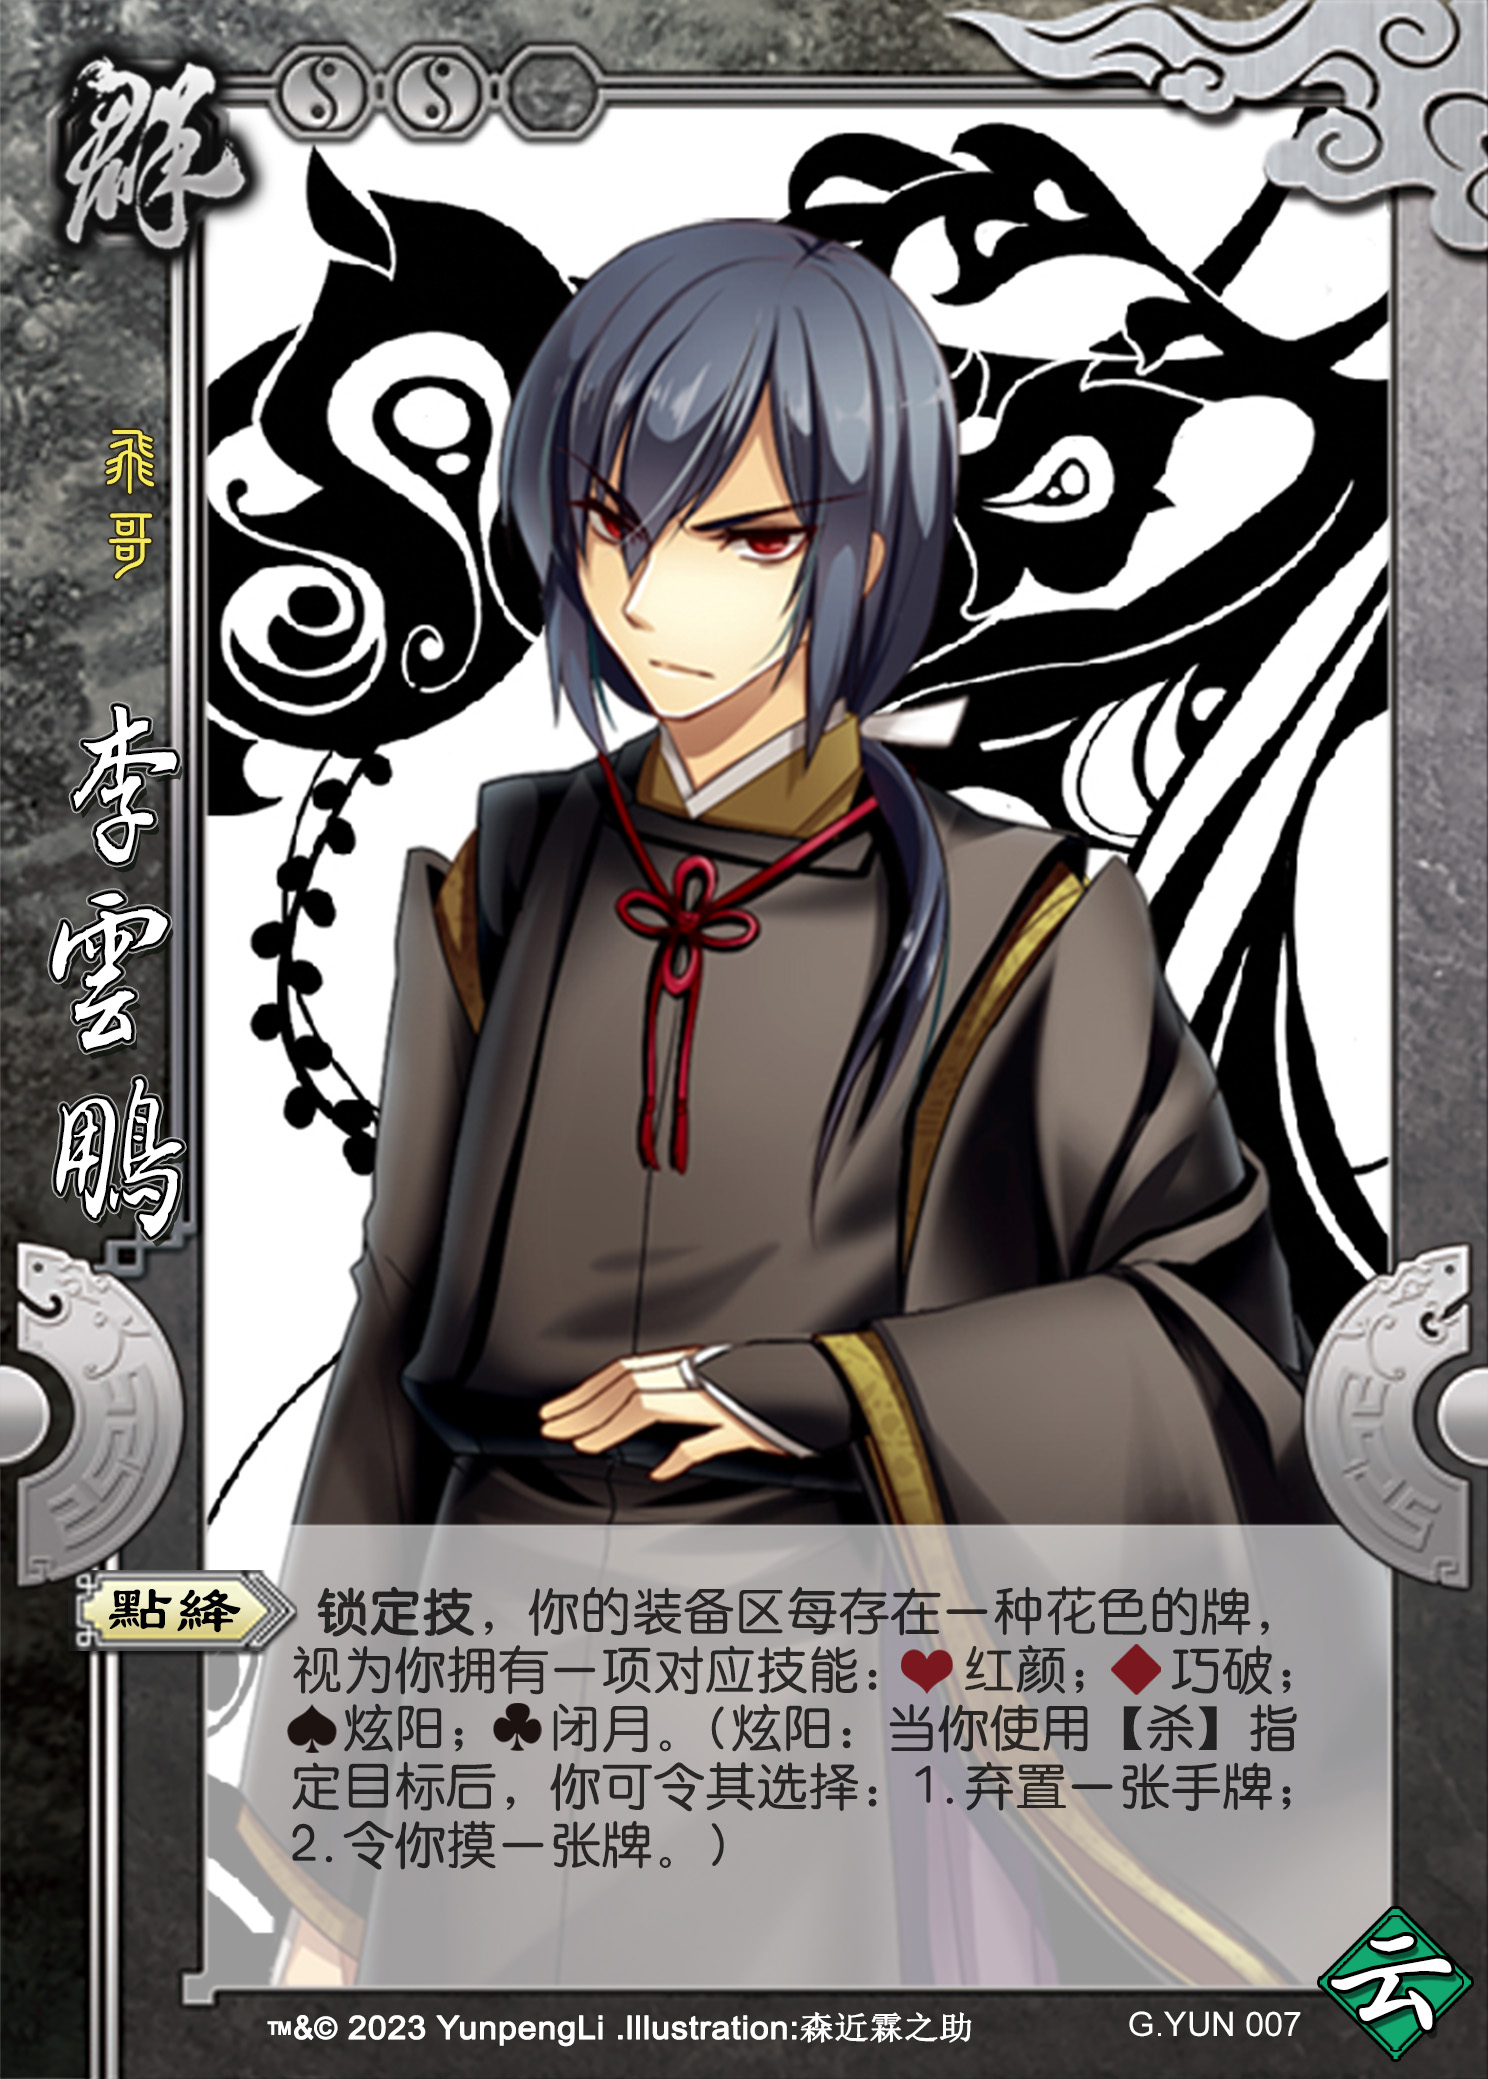 群
飛哥
李雲鵬
點絳
锁定技，你的装备区每存在一种花色的牌，
视为你拥有一项对应技能：♥红颜；♦巧破；
♠炫阳；♣闭月。（炫阳：当你使用【杀】指
定目标后，你可令其选择：1.弃置一张手牌；
2.令你摸一张牌。）
™&© 2023 YunpengLi .Illustration:森近霖之助
G.YUN 007
云